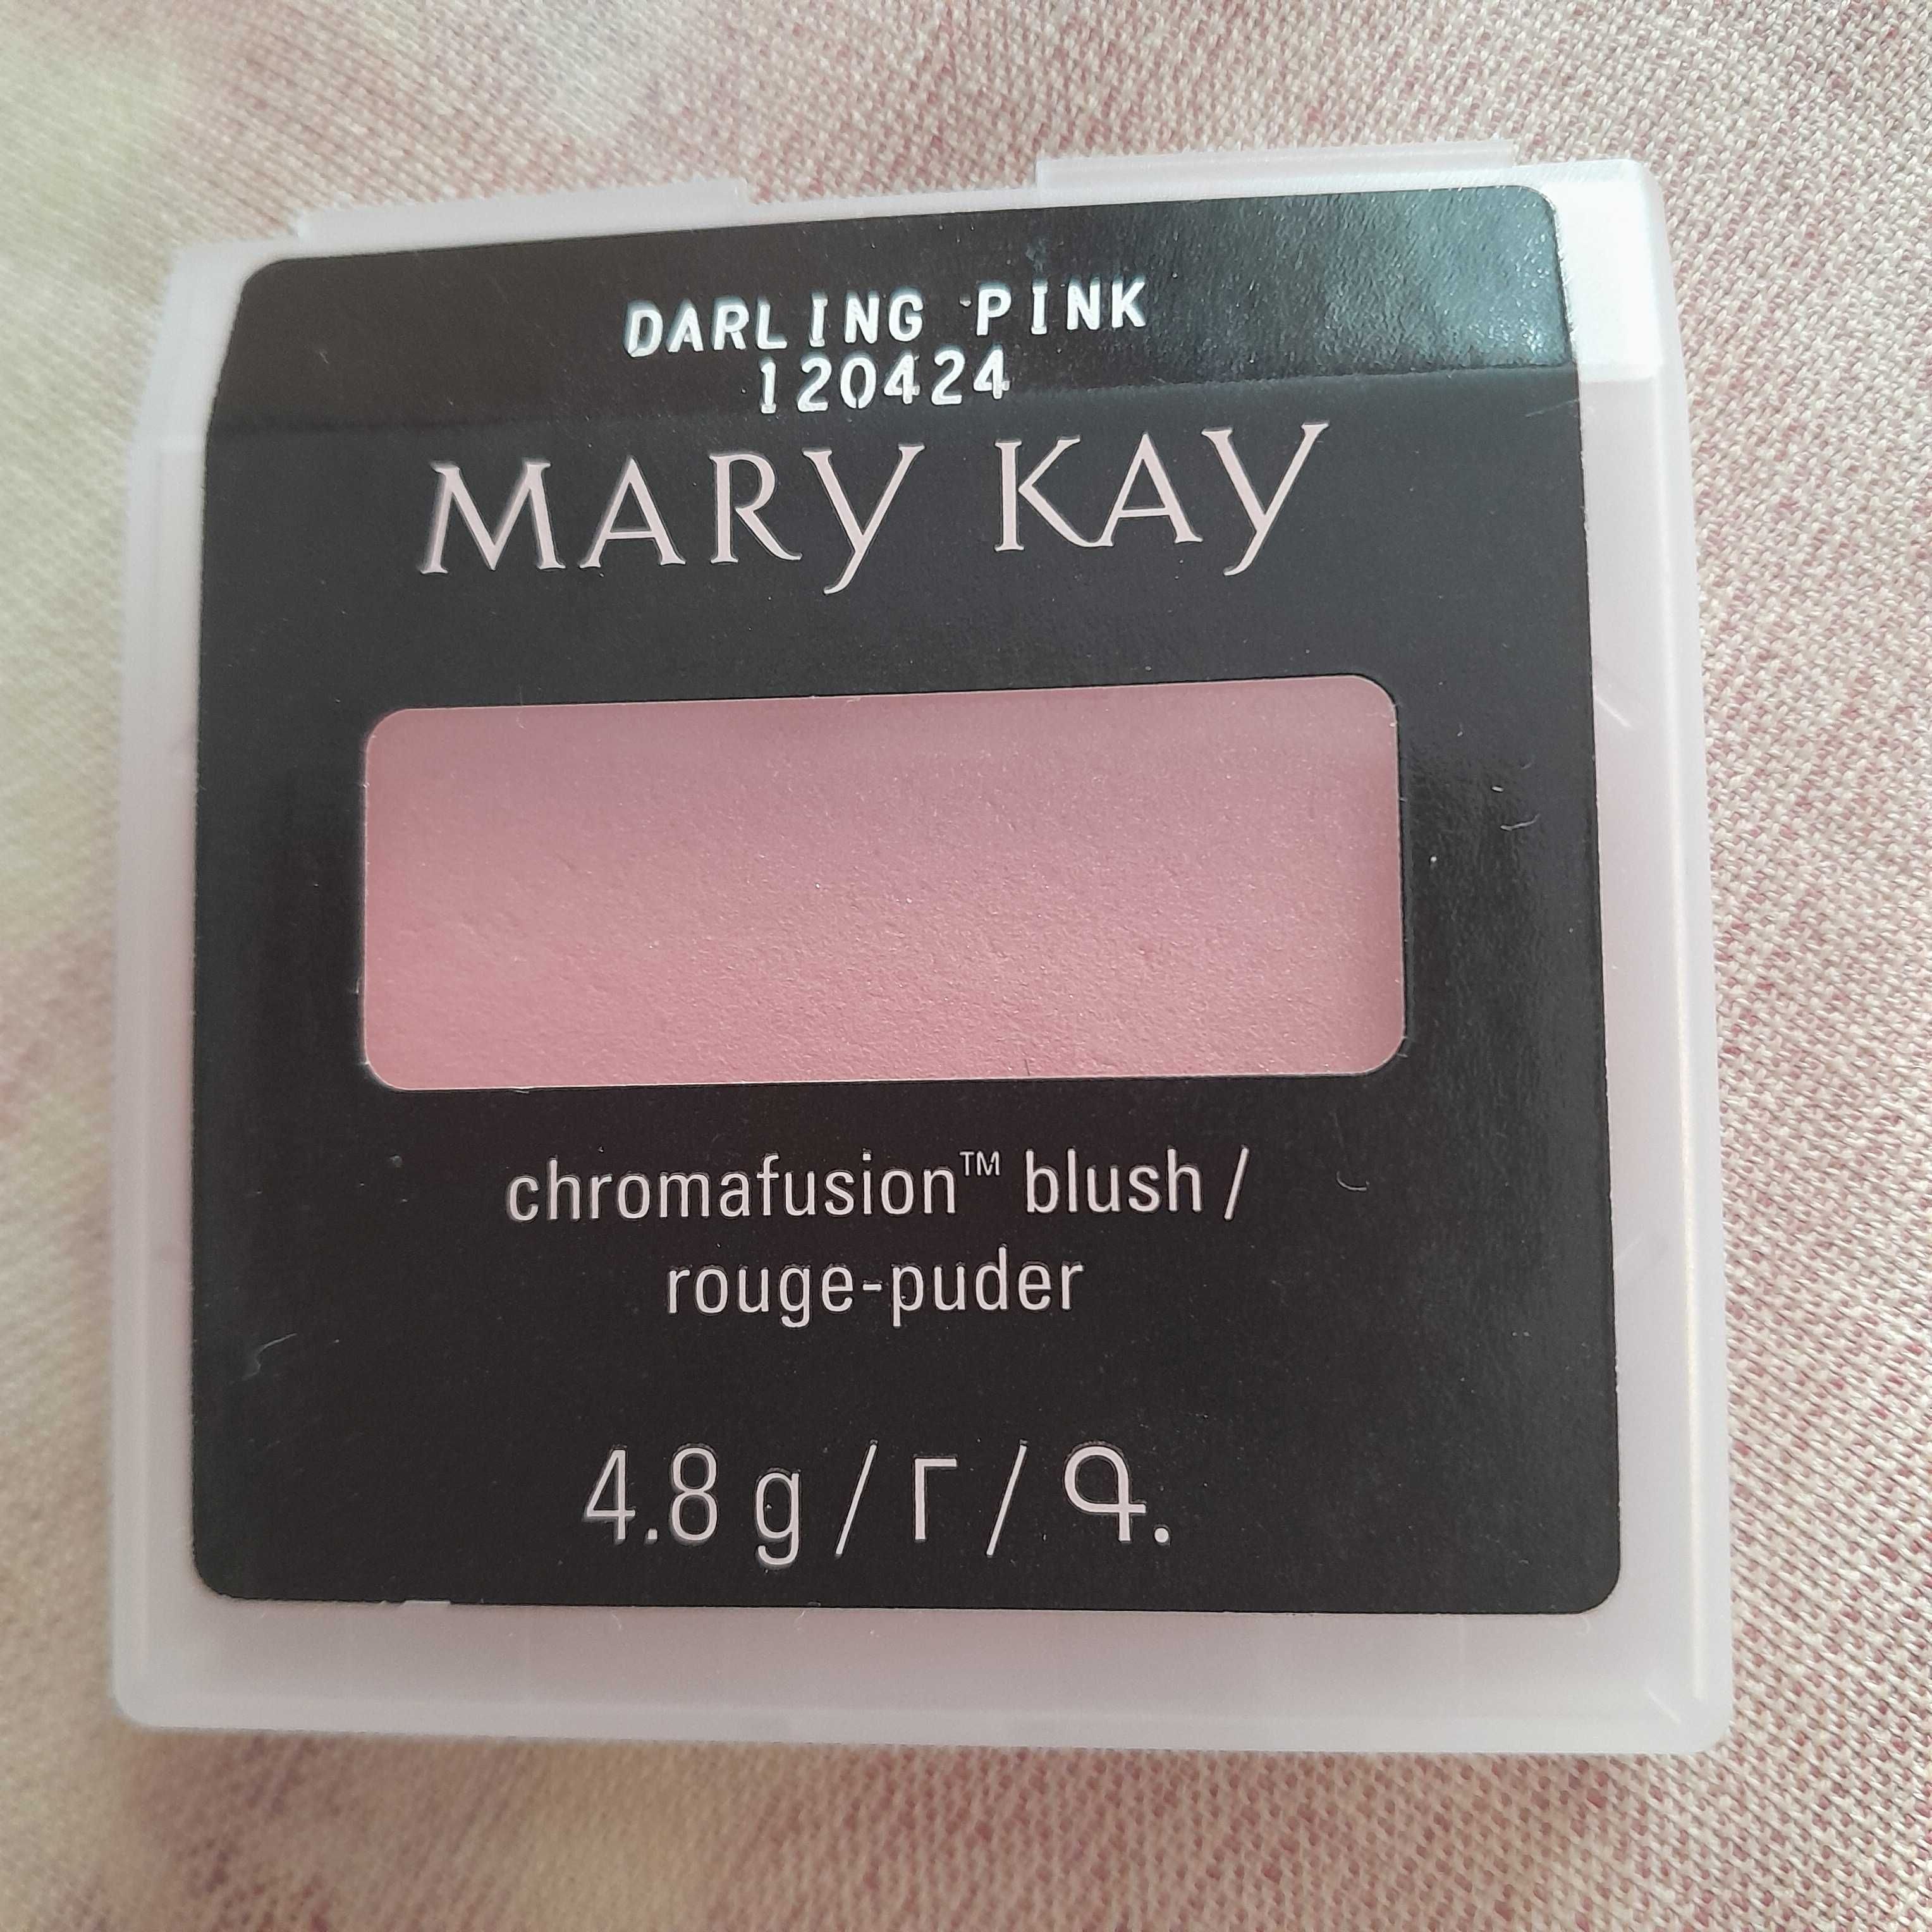 DARLING PINK
120424
MARY KAY
chromafusion™ blush /
rouge-puder
4.8 g / Г / Գ.